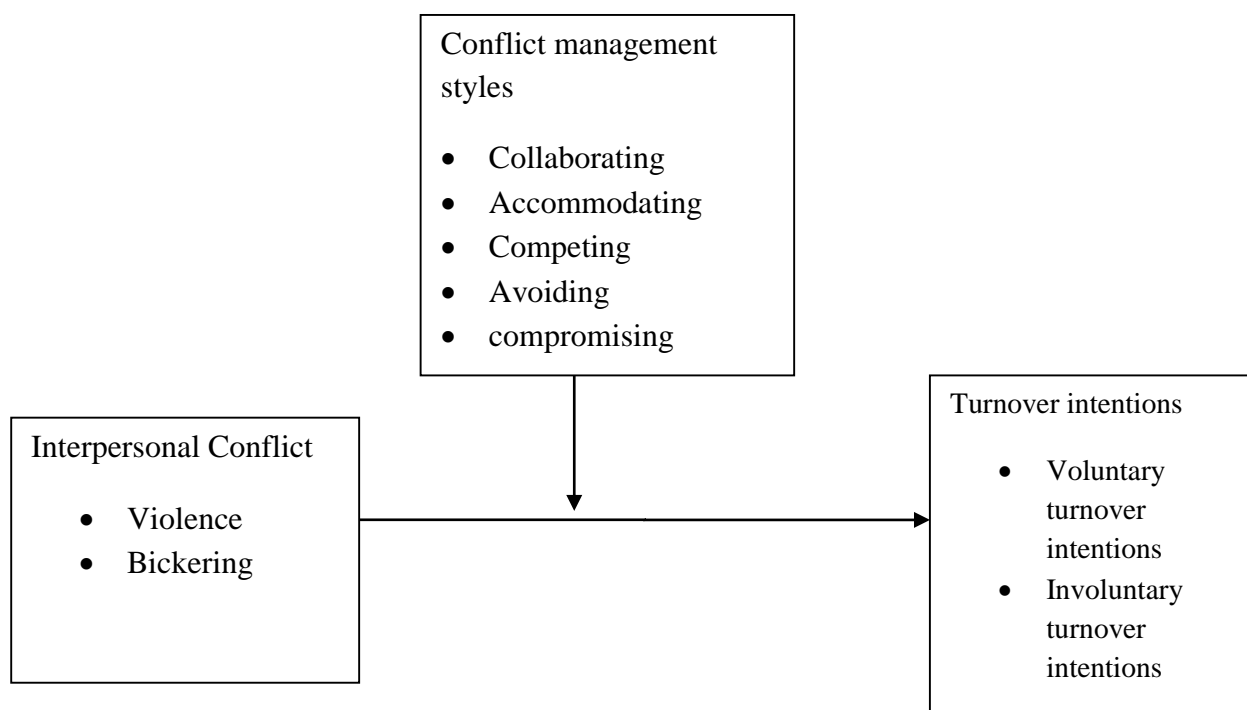 Conflict management
styles
• Collaborating
• Accommodating
• Competing
• Avoiding
• compromising
Interpersonal Conflict
• Violence
• Bickering
Turnover intentions
• Voluntary
turnover
intentions
• Involuntary
turnover
intentions